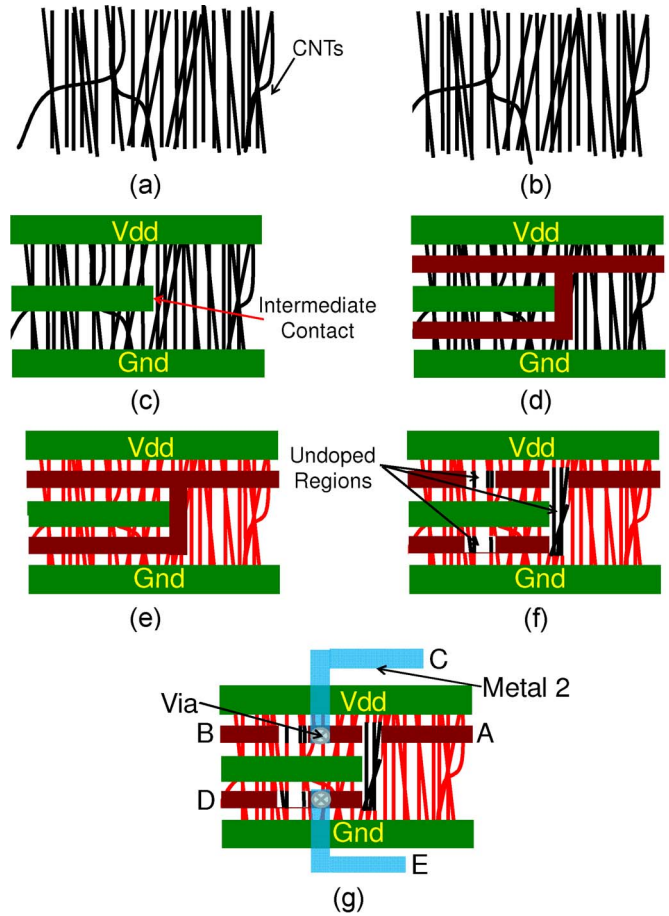 CNTs
(a)
(b)
Vdd
Intermediate
Contact
Gnd
(c)
Vdd
Gnd
(d)
Vdd
Gnd
(e)
Undoped
Regions
Vdd
Gnd
(f)
C
Metal 2
Via
Vdd
B
A
D
Gnd
E
(g)